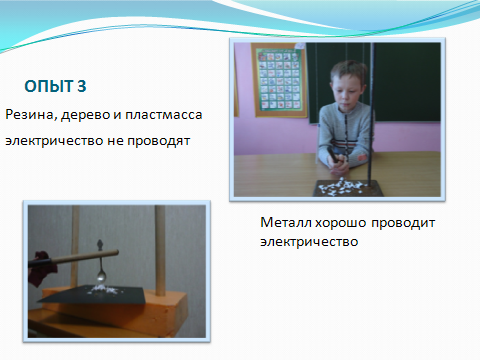 ОПЫТ 3
Резина, дерево и пластмасса
электричество не проводят
Металл хорошо проводит
электричество